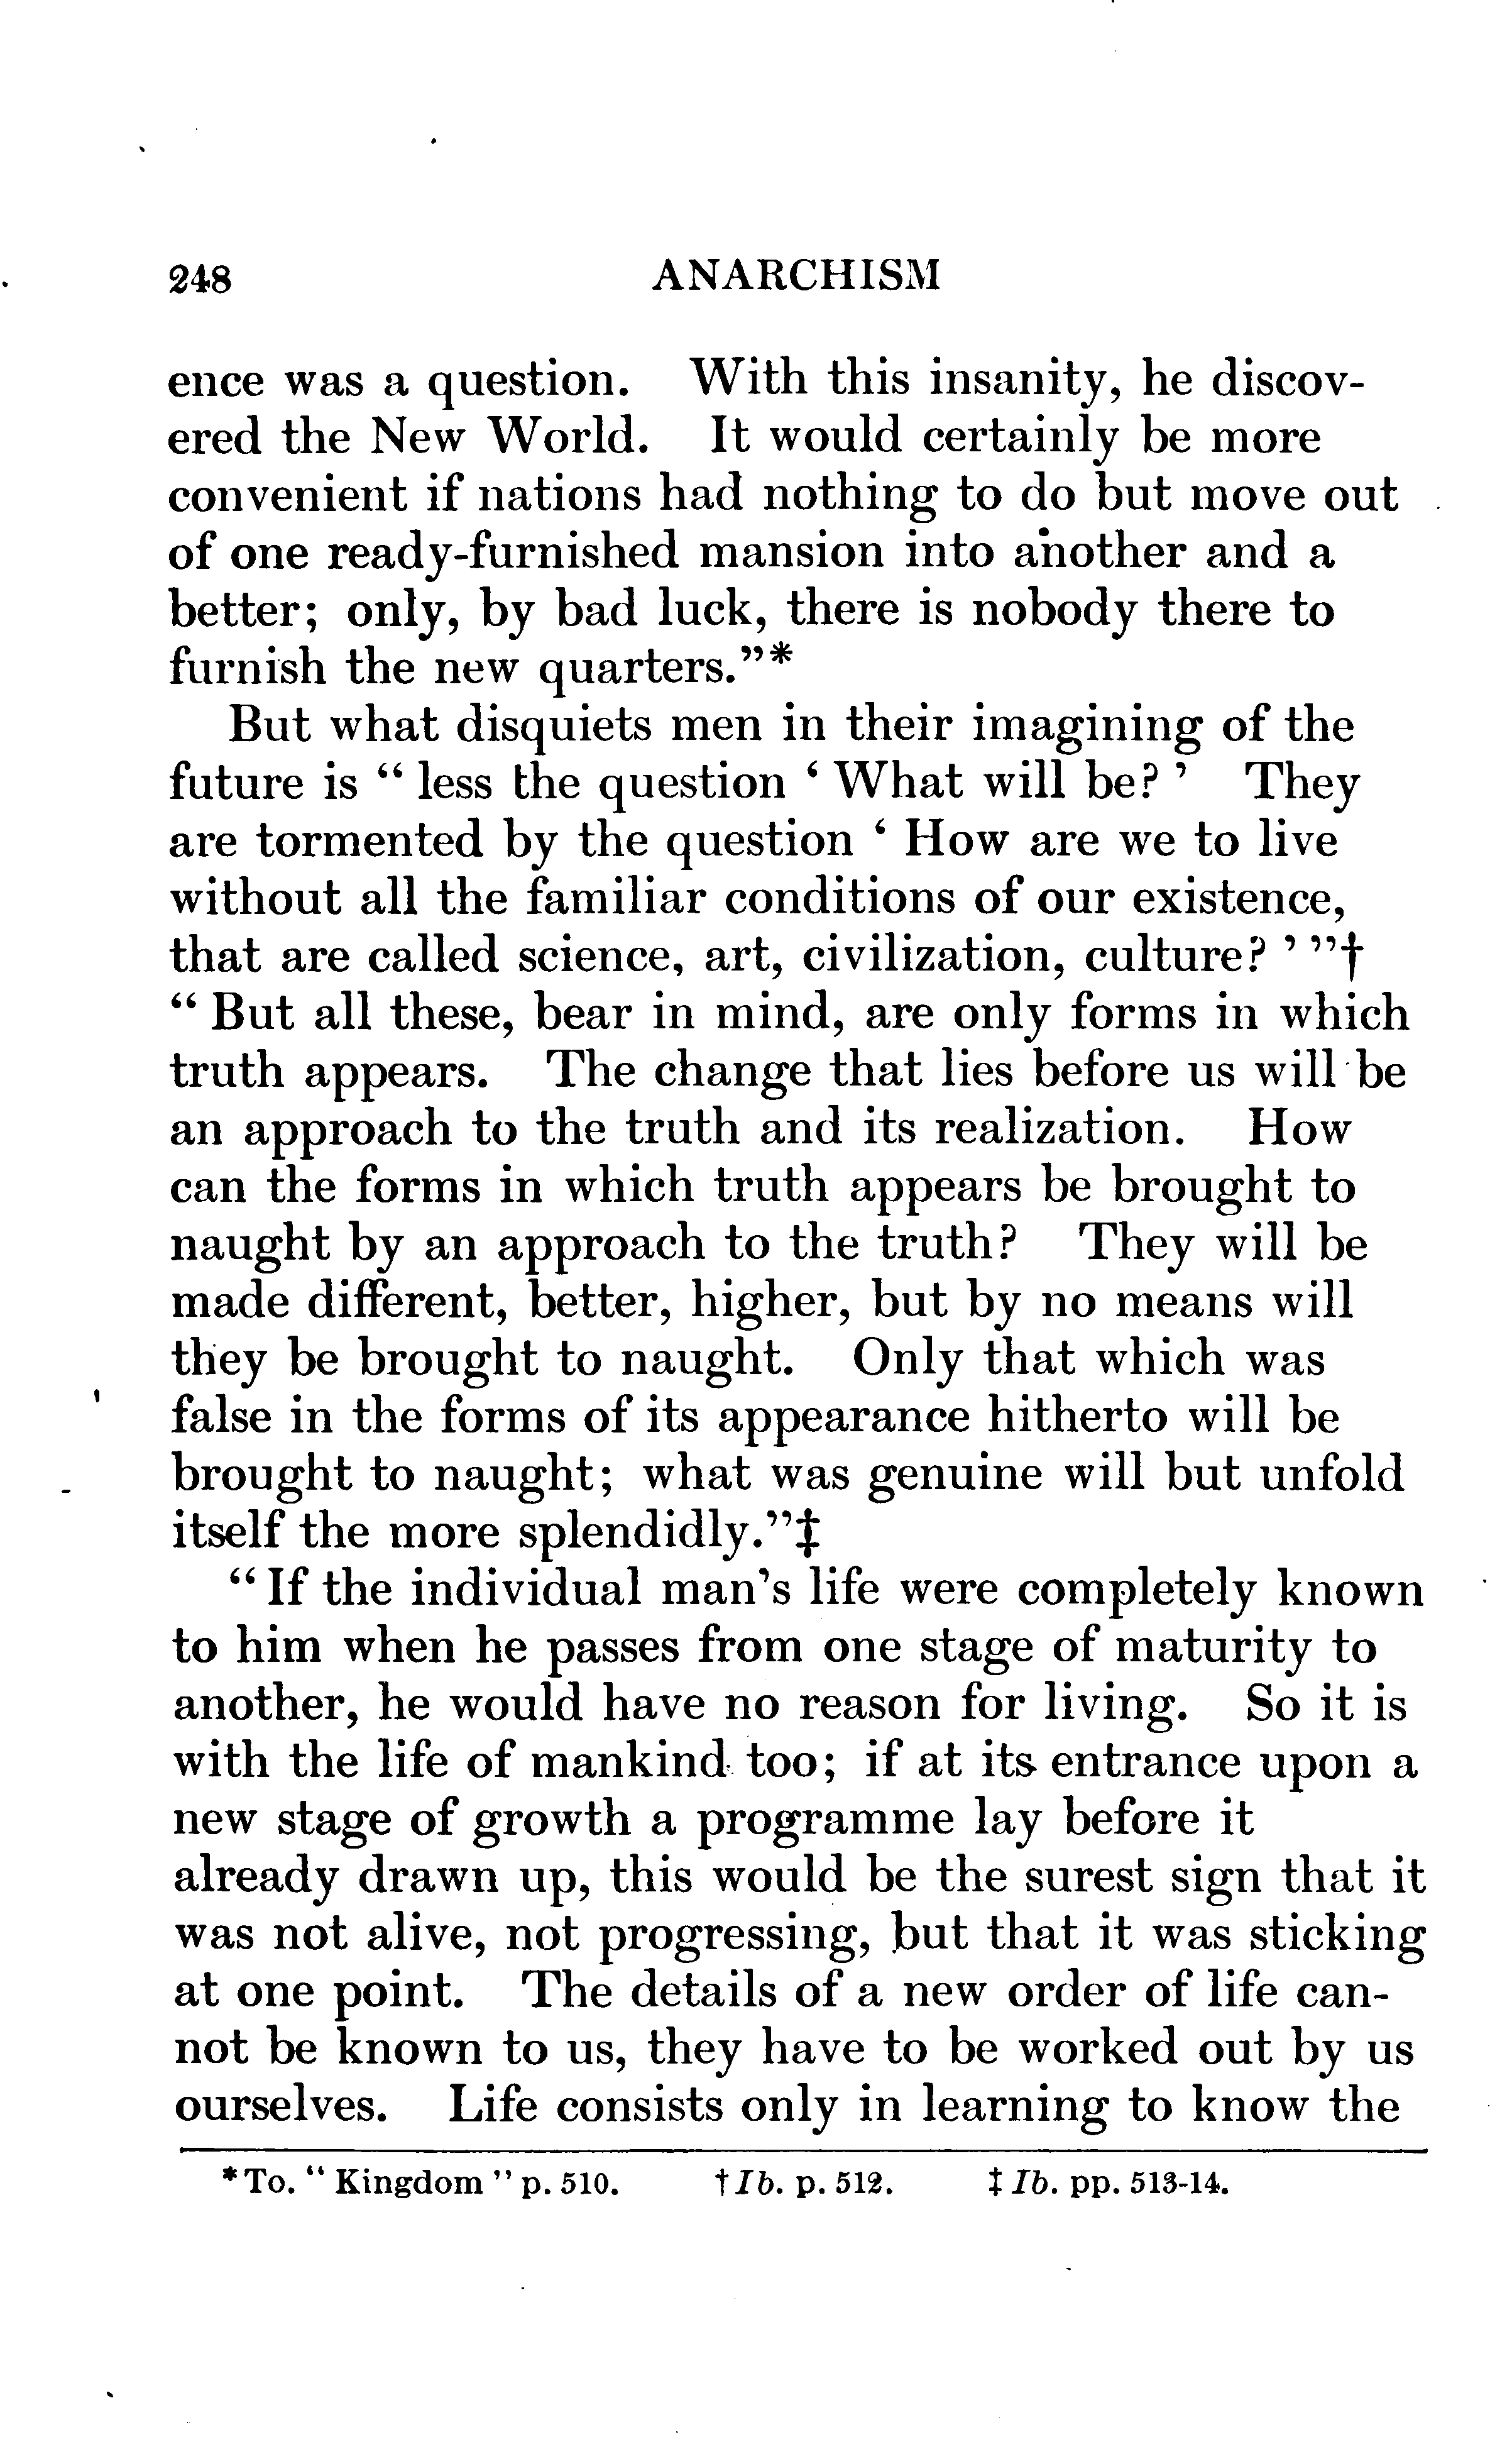 248 ANARCHISM
ence was a question. With this insanity, he discov-
ered the New World. It would certainly be more
convenient if nations had nothing to do but move out
of one ready-furnished mansion into another and a
better; only, by bad luck, there is nobody there to
furnish the new quarters."*
But what disquiets men in their imagining of the
future is " less the question ' What will be? ' They
are tormented by the question ' How are we to live
without all the familiar conditions of our existence,
that are called science, art, civilization, culture? ' "†
" But all these, bear in mind, are only forms in which
truth appears. The change that lies before us will be
an approach to the truth and its realization. How
can the forms in which truth appears be brought to
naught by an approach to the truth? They will be
made different, better, higher, but by no means will
they be brought to naught. Only that which was
false in the forms of its appearance hitherto will be
brought to naught; what was genuine will but unfold
itself the more splendidly."‡
" If the individual man's life were completely known
to him when he passes from one stage of maturity to
another, he would have no reason for living. So it is
with the life of mankind too; if at its entrance upon a
new stage of growth a programme lay before it
already drawn up, this would be the surest sign that it
was not alive, not progressing, but that it was sticking
at one point. The details of a new order of life can-
not be known to us, they have to be worked out by us
ourselves. Life consists only in learning to know the
* To. " Kingdom " p. 510. † Ib. p. 512. ‡ Ib. pp. 513-14.